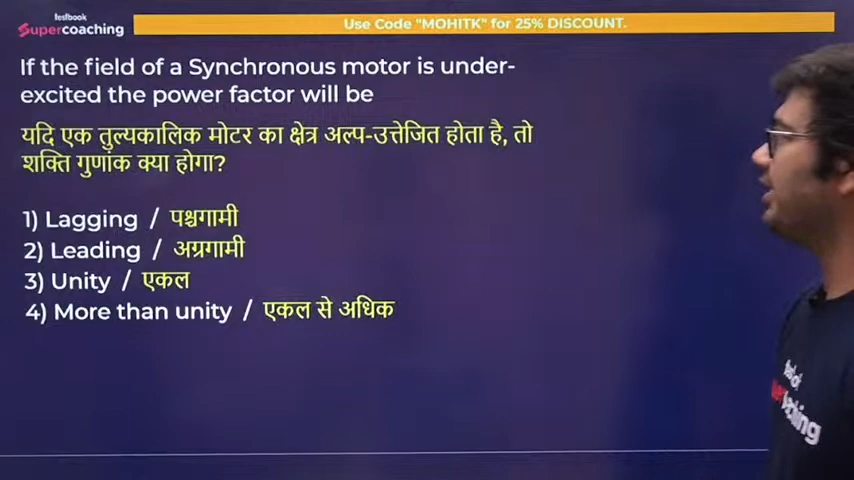 testbook
Supercoaching
Use Code "MOHITK" for 25% DISCOUNT.
If the field of a Synchronous motor is under-
excited the power factor will be
यदि एक तुल्यकालिक मोटर का क्षेत्र अल्प-उत्तेजित होता है, तो
शक्ति गुणांक क्या होगा?
1) Lagging / पश्चगामी
2) Leading / अग्रगामी
3) Unity / एकल
4) More than unity / एकल से अधिक